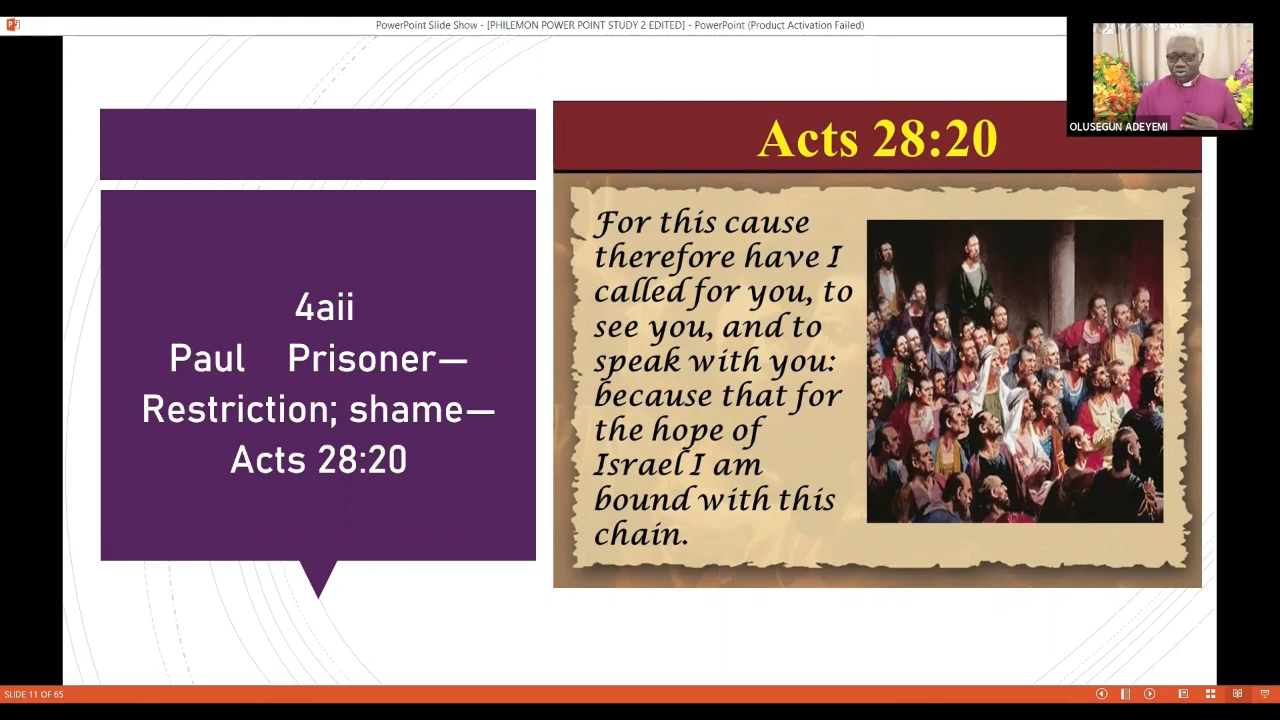 PowerPoint Slide Show - [PHILEMON POWER POINT STUDY 2 EDITED] - PowerPoint (Product Activation Failed)
OLUSEGUN ADEYEMI
4aii
Paul Prisoner—
Restriction; shame—
Acts 28:20
Acts 28:20
For this cause
therefore have I
called for you, to
see you, and to
speak with you:
because that for
the hope of
Israel I am
bound with this
chain.
SLIDE 11 OF 65